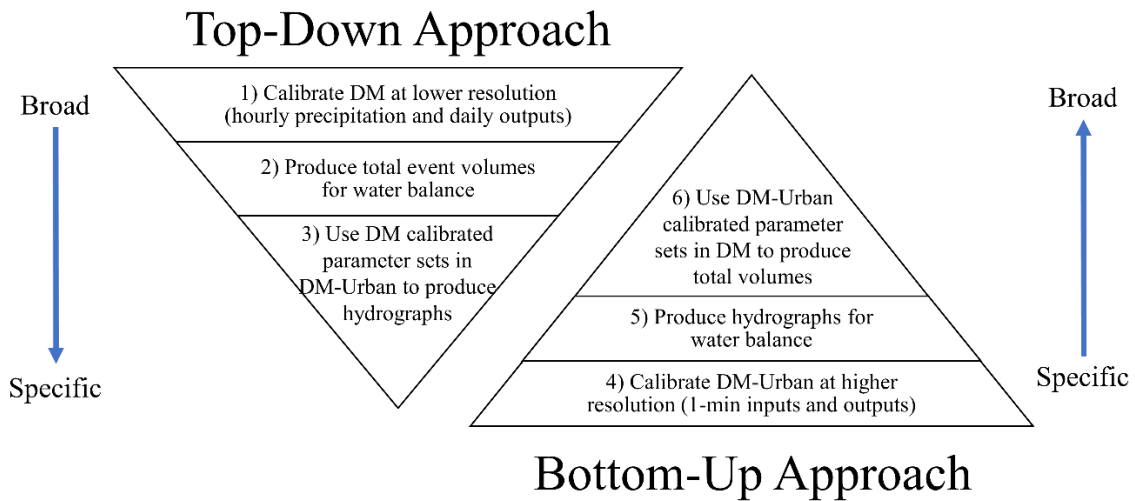 Top-Down Approach
Broad
Specific
1) Calibrate DM at lower resolution
(hourly precipitation and daily outputs)
2) Produce total event volumes
for water balance
3) Use DM calibrated
parameter sets in
DM-Urban to produce
hydrographs
6) Use DM-Urban
calibrated parameter
sets in DM to produce
total volumes
5) Produce hydrographs for
water balance
4) Calibrate DM-Urban at higher
resolution (1-min inputs and outputs)
Broad
Specific
Bottom-Up Approach